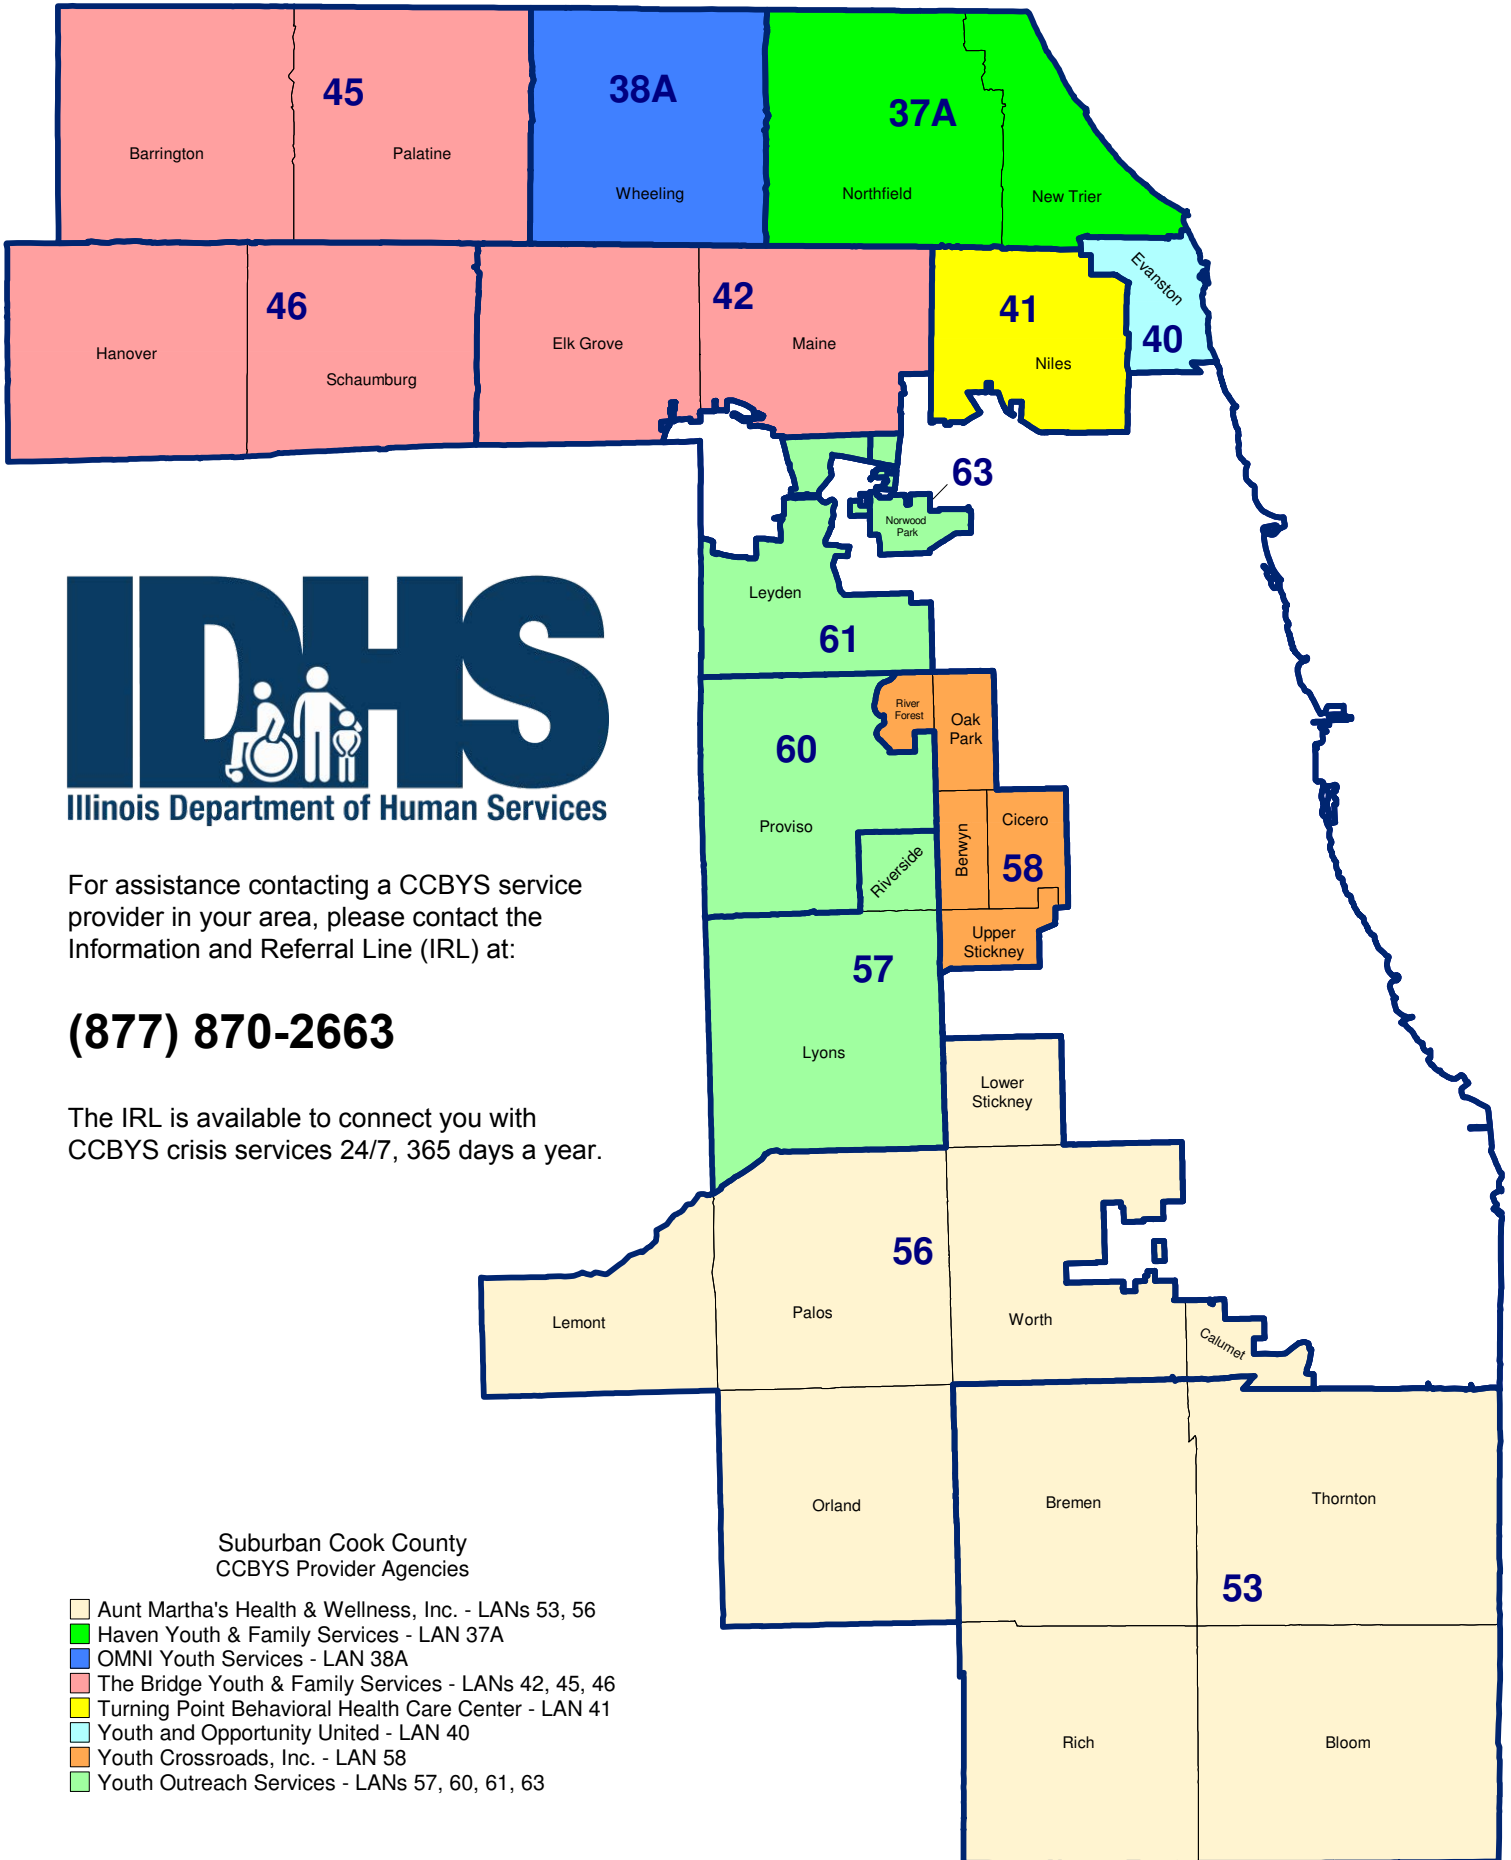 45
38A
37A
Barrington
Palatine
Wheeling
Northfield
New Trier
Evanston
46
42
41
40
Hanover
Schaumburg
Elk Grove
Maine
Niles
63
Norwood
Park
Leyden
61
IDHS
Illinois Department of Human Services
River
Forest
Oak
Park
60
Proviso
Riverside
Berwyn
Cicero
58
Upper
Stickney
For assistance contacting a CCBYS service
provider in your area, please contact the
Information and Referral Line (IRL) at:
(877) 870-2663
The IRL is available to connect you with
CCBYS crisis services 24/7, 365 days a year.
57
Lyons
Lower
Stickney
56
Lemont
Palos
Worth
Calumet
Orland
Bremen
Thornton
53
Rich
Bloom
Suburban Cook County
CCBYS Provider Agencies
Aunt Martha's Health & Wellness, Inc. - LANs 53, 56
Haven Youth & Family Services - LAN 37A
OMNI Youth Services - LAN 38A
The Bridge Youth & Family Services - LANs 42, 45, 46
Turning Point Behavioral Health Care Center - LAN 41
Youth and Opportunity United - LAN 40
Youth Crossroads, Inc. - LAN 58
Youth Outreach Services - LANs 57, 60, 61, 63